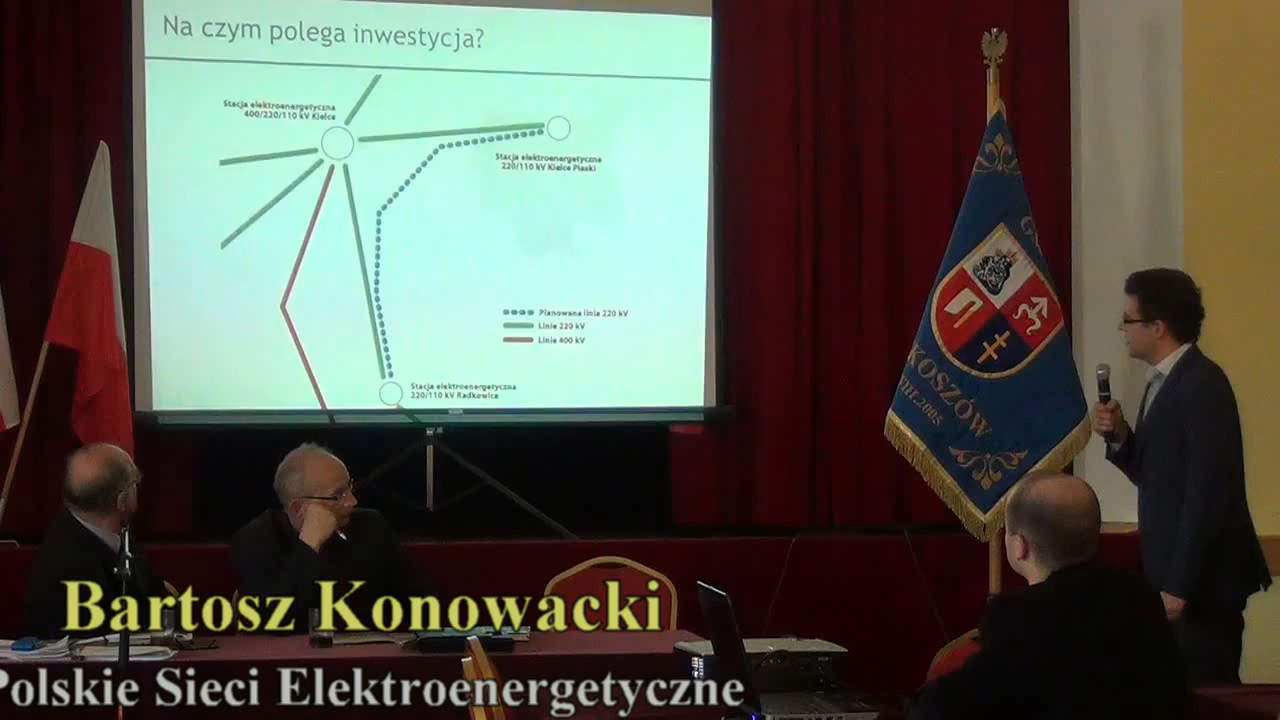 Na czym polega inwestycja?
Stacja elektroenergetyczna
400/220/110 kV Kielce
Stacja elektroenergetyczna
220/110 kV Kielce Piaski
Planowana linia 220 kV
Linie 220 kV
Linie 400 kV
Stacja elektroenergetyczna
220/110 kV Radkowice
KOSZÓW
VIII.2005
Bartosz Konowacki
Polskie Sieci Elektroenergetyczne